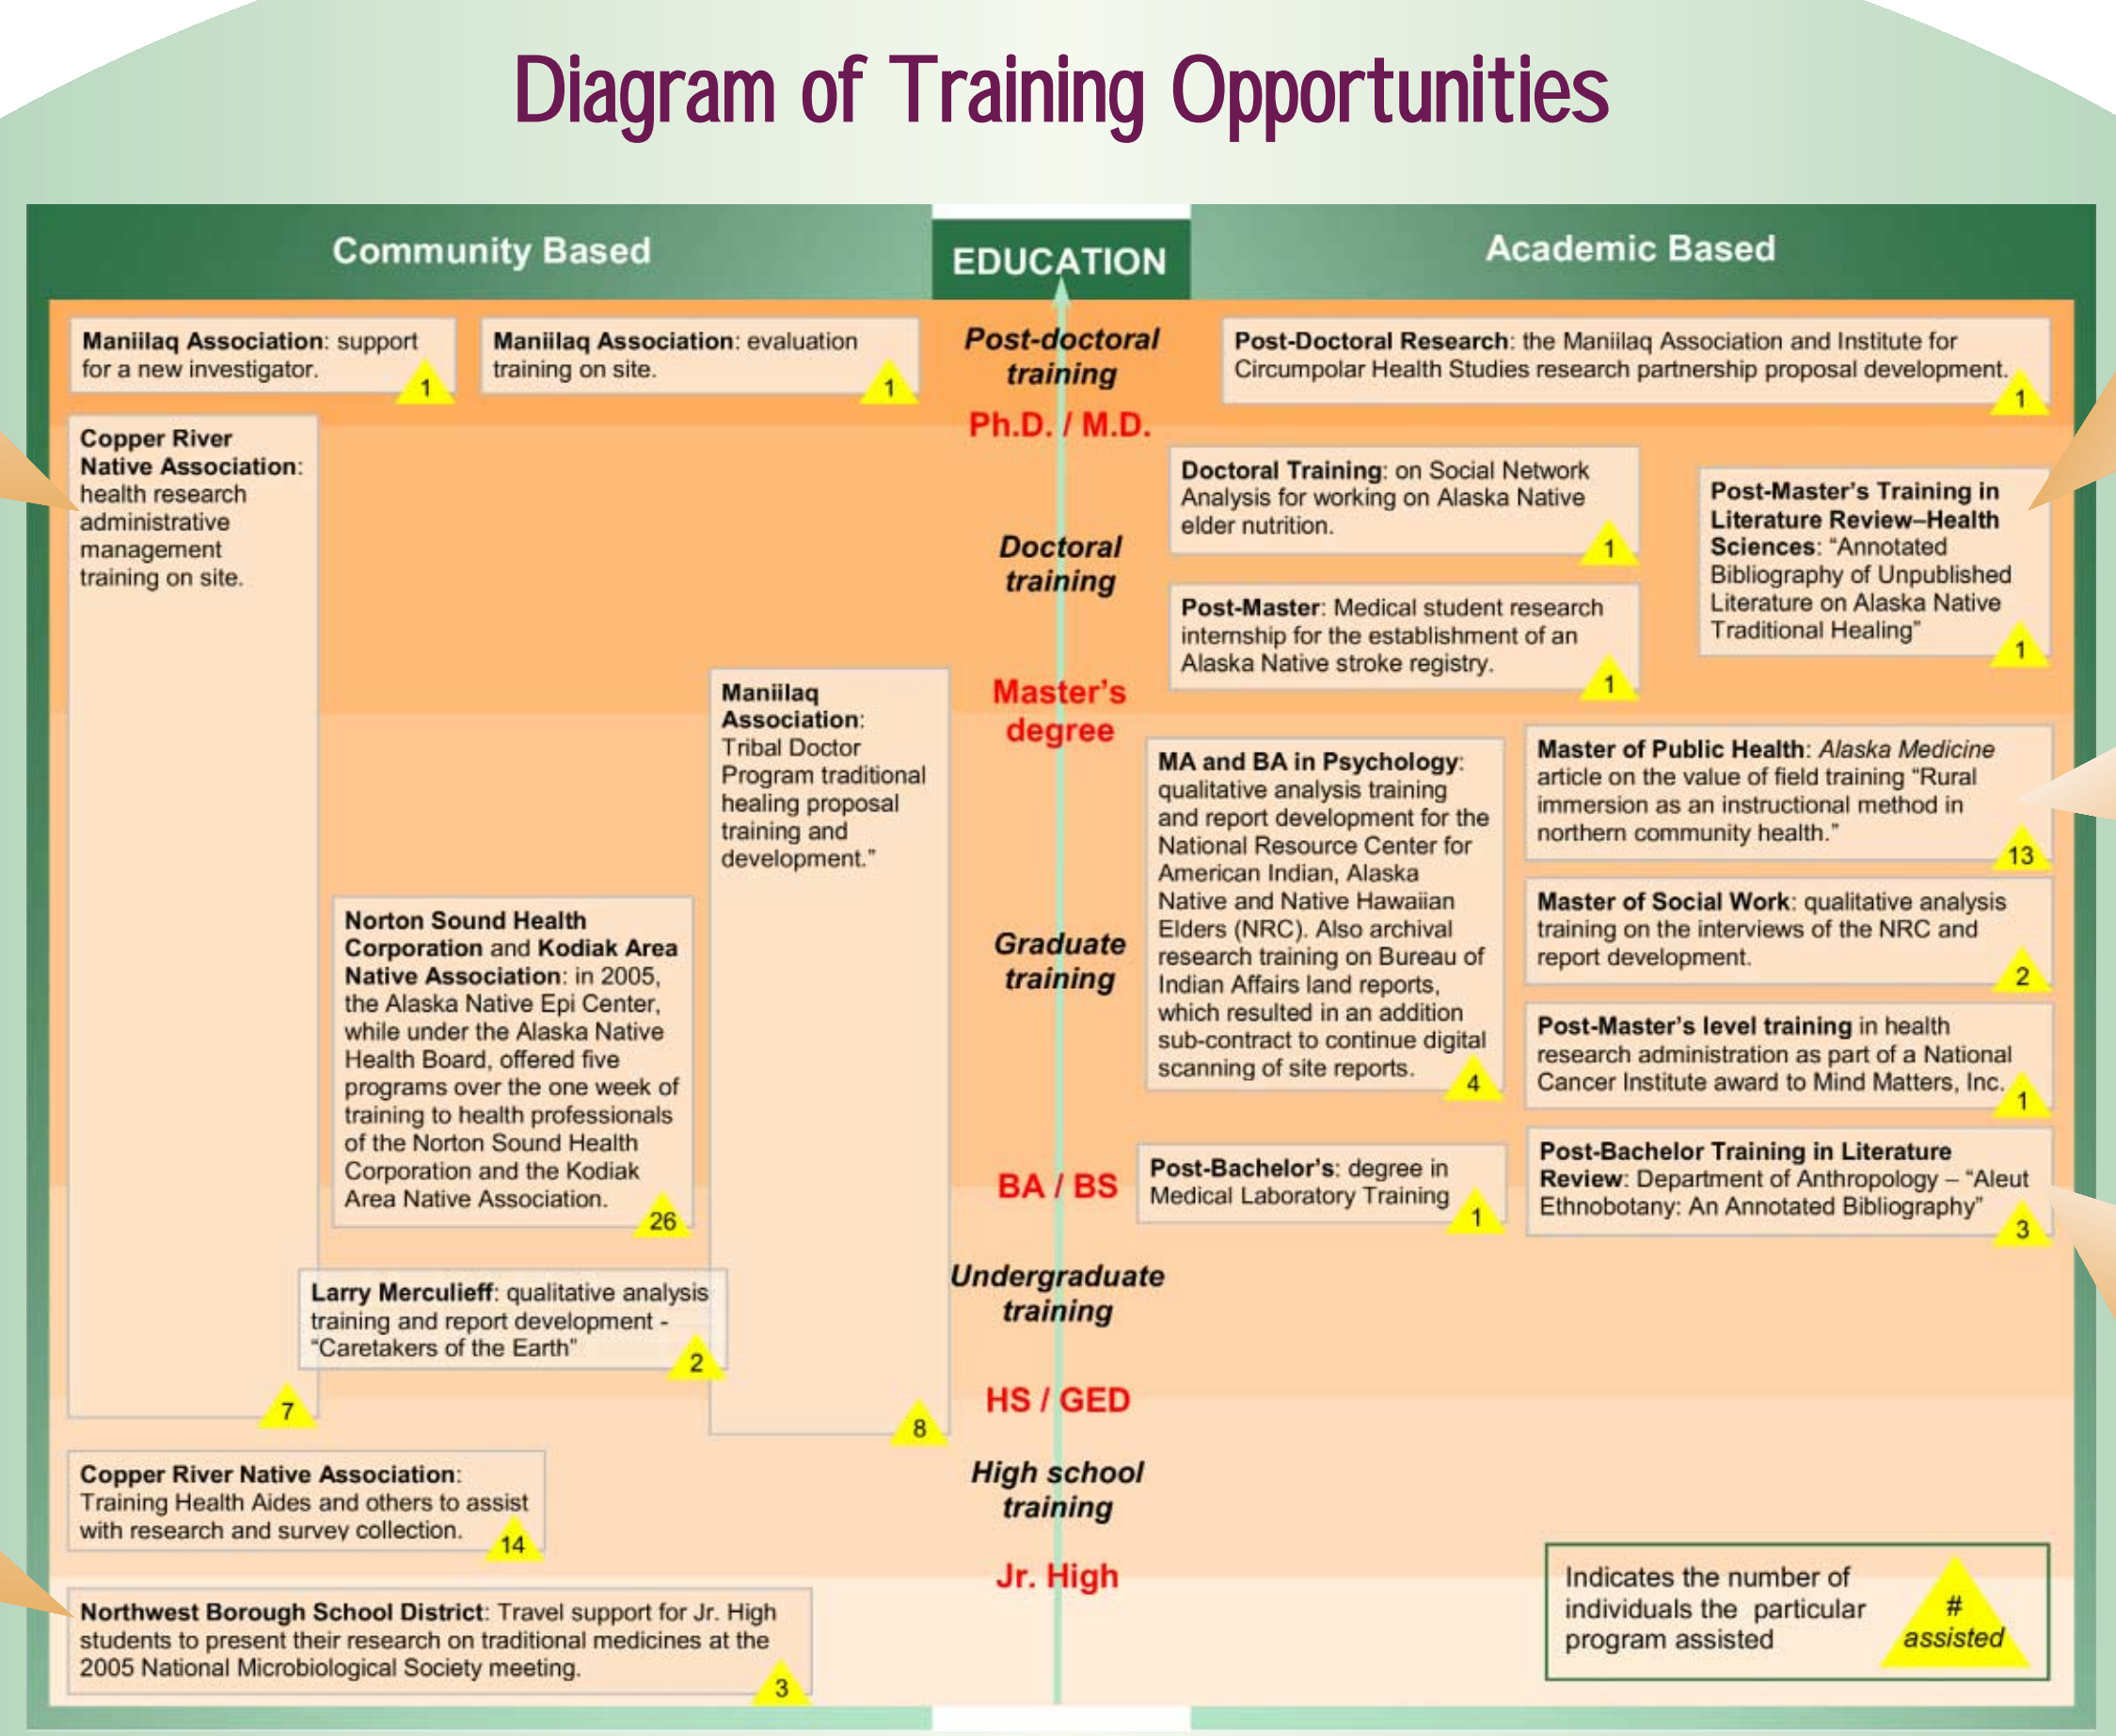 Diagram of Training Opportunities
Community Based
EDUCATION
Academic Based
Maniilaq Association: support
for a new investigator.
1
Maniilaq Association: evaluation
training on site.
1
Post-doctoral
training
Ph.D. / M.D.
Post-Doctoral Research: the Maniilaq Association and Institute for
Circumpolar Health Studies research partnership proposal development.
1
Copper River
Native Association:
health research
administrative
management
training on site.
7
Doctoral
training
Doctoral Training: on Social Network
Analysis for working on Alaska Native
elder nutrition.
1
Post-Master: Medical student research
internship for the establishment of an
Alaska Native stroke registry.
1
Post-Master's Training in
Literature Review–Health
Sciences: “Annotated
Bibliography of Unpublished
Literature on Alaska Native
Traditional Healing”
1
Maniilaq
Association:
Tribal Doctor
Program traditional
healing proposal
training and
development.”
8
Master's
degree
MA and BA in Psychology:
qualitative analysis training
and report development for the
National Resource Center for
American Indian, Alaska
Native and Native Hawaiian
Elders (NRC). Also archival
research training on Bureau of
Indian Affairs land reports,
which resulted in an addition
sub-contract to continue digital
scanning of site reports.
4
Master of Public Health: Alaska Medicine
article on the value of field training “Rural
immersion as an instructional method in
northern community health.”
13
Master of Social Work: qualitative analysis
training on the interviews of the NRC and
report development.
2
Post-Master's level training in health
research administration as part of a National
Cancer Institute award to Mind Matters, Inc.
1
Norton Sound Health
Corporation and Kodiak Area
Native Association: in 2005,
the Alaska Native Epi Center,
while under the Alaska Native
Health Board, offered five
programs over the one week of
training to health professionals
of the Norton Sound Health
Corporation and the Kodiak
Area Native Association.
26
Graduate
training
BA / BS
Post-Bachelor's: degree in
Medical Laboratory Training
1
Post-Bachelor Training in Literature
Review: Department of Anthropology – “Aleut
Ethnobotany: An Annotated Bibliography”
3
Larry Merculieff: qualitative analysis
training and report development -
“Caretakers of the Earth”
2
Undergraduate
training
HS / GED
Copper River Native Association:
Training Health Aides and others to assist
with research and survey collection.
14
High school
training
Jr. High
Northwest Borough School District: Travel support for Jr. High
students to present their research on traditional medicines at the
2005 National Microbiological Society meeting.
3
Indicates the number of
individuals the particular
program assisted
#
assisted